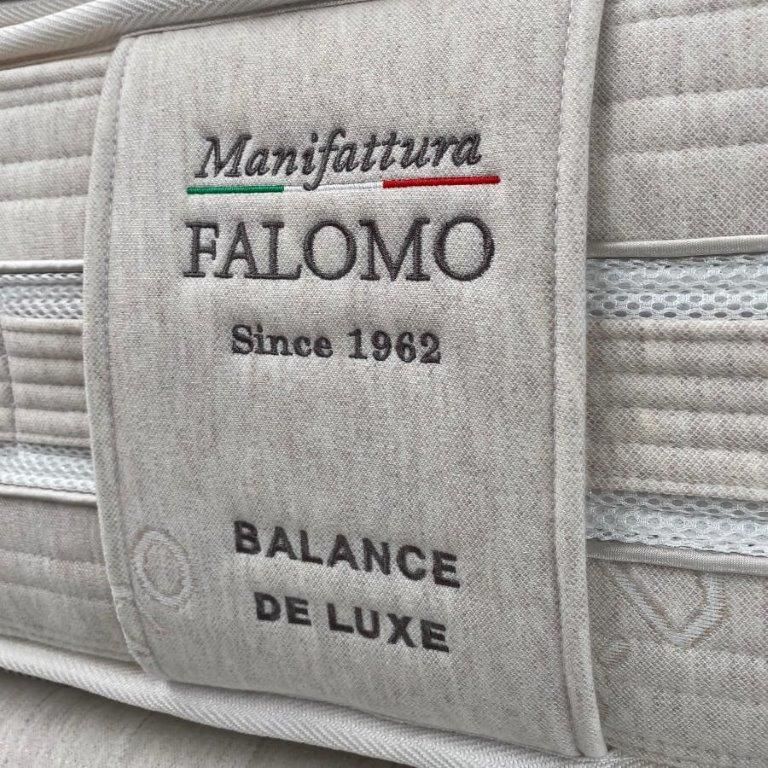 Manifattura
FALOMO
Since 1962
BALANCE
DE LUXE